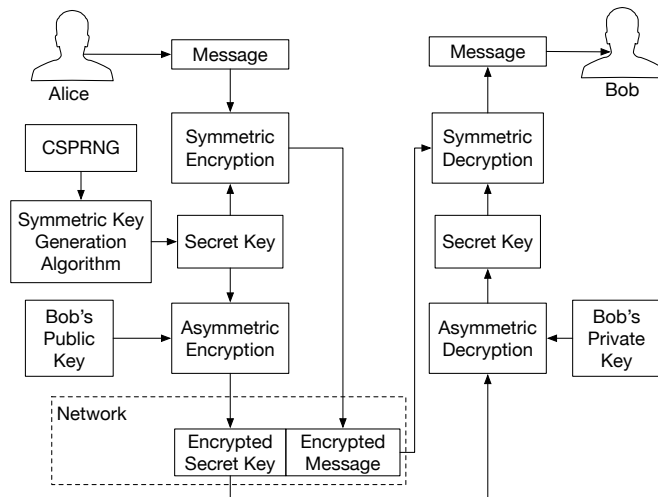 Alice
Message
Symmetric
Encryption
CSPRNG
Symmetric Key
Generation
Algorithm
Secret Key
Bob's
Public
Key
Asymmetric
Encryption
Network
Encrypted
Secret Key
Encrypted
Message
Message
Bob
Symmetric
Decryption
Secret Key
Asymmetric
Decryption
Bob's
Private
Key